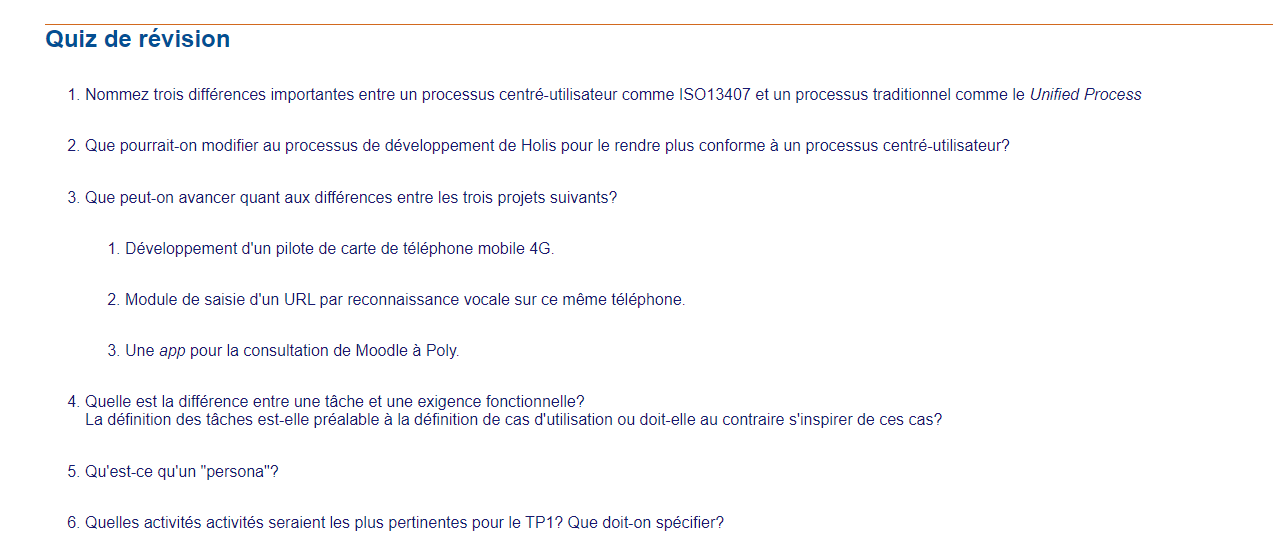 Quiz de révision
1. Nommez trois différences importantes entre un processus centré-utilisateur comme ISO13407 et un processus traditionnel comme le Unified Process
2. Que pourrait-on modifier au processus de développement de Holis pour le rendre plus conforme à un processus centré-utilisateur?
3. Que peut-on avancer quant aux différences entre les trois projets suivants?
1. Développement d'un pilote de carte de téléphone mobile 4G.
2. Module de saisie d'un URL par reconnaissance vocale sur ce même téléphone.
3. Une app pour la consultation de Moodle à Poly.
4. Quelle est la différence entre une tâche et une exigence fonctionnelle?
La définition des tâches est-elle préalable à la définition de cas d'utilisation ou doit-elle au contraire s'inspirer de ces cas?
5. Qu'est-ce qu'un "persona"?
6. Quelles activités activités seraient les plus pertinentes pour le TP1? Que doit-on spécifier?